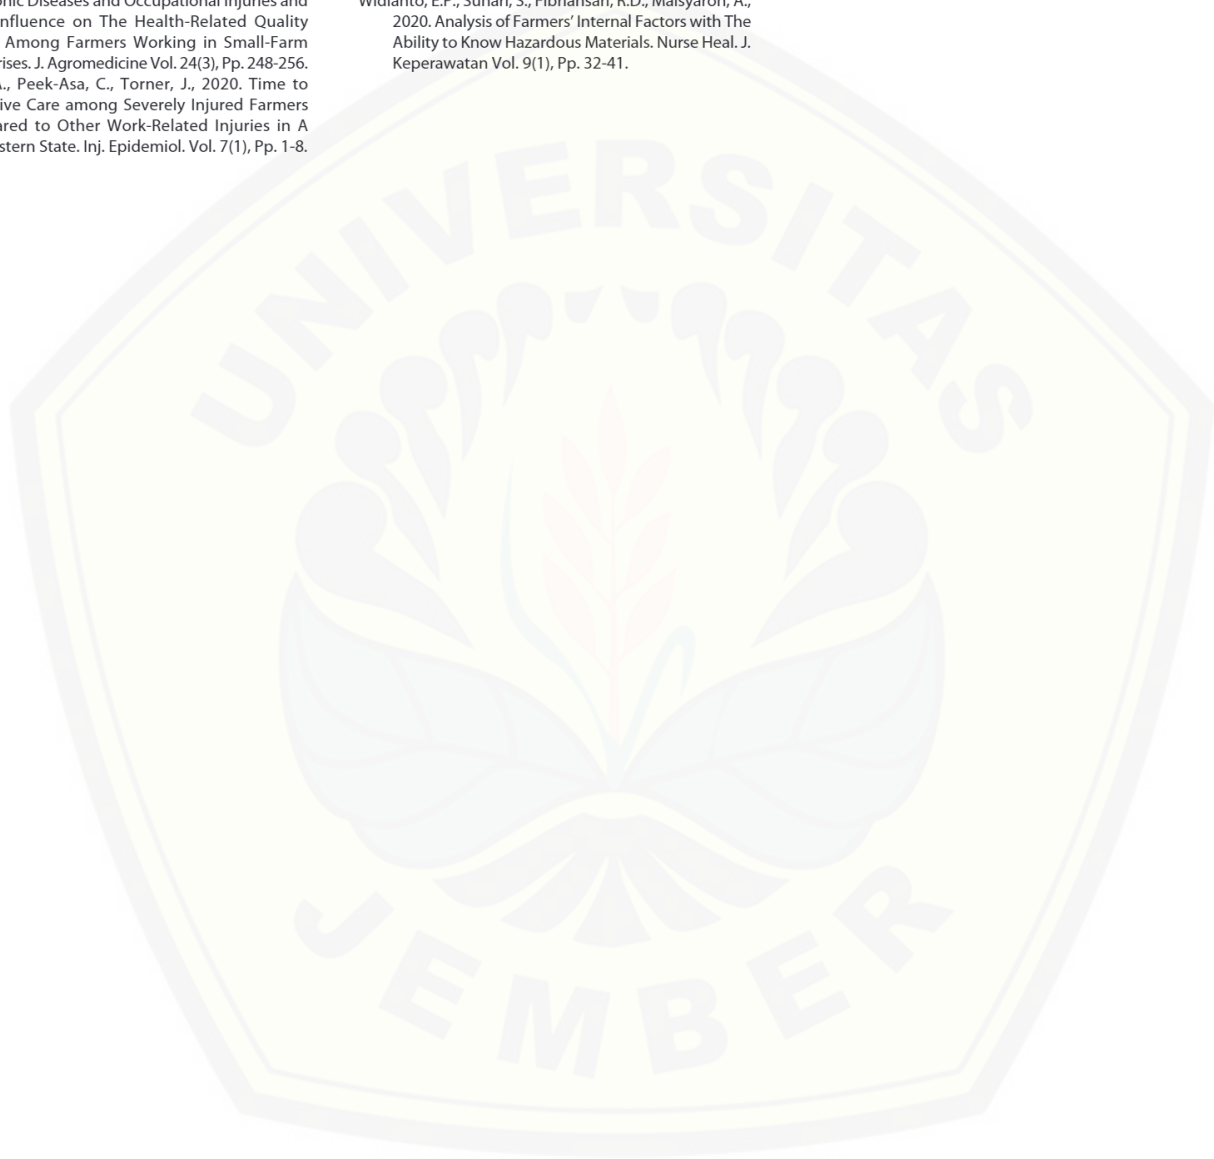 onic Diseases and Occupational Injuries and
nfluence on The Health-Related Quality
Among Farmers Working in Small-Farm
rises. J. Agromedicine Vol. 24(3), Pp. 248-256.
A., Peek-Asa, C., Torner, J., 2020. Time to
ive Care among Severely Injured Farmers
ared to Other Work-Related Injuries in A
stern State. Inj. Epidemiol. Vol. 7(1), Pp. 1-8.
Widianto, E.P., Suhari, S., Fibriansari, R.D., Maisyaroh, A.,
2020. Analysis of Farmers' Internal Factors with The
Ability to Know Hazardous Materials. Nurse Heal. J.
Keperawatan Vol. 9(1), Pp. 32-41.
UNIVERSITAS
JEMBER